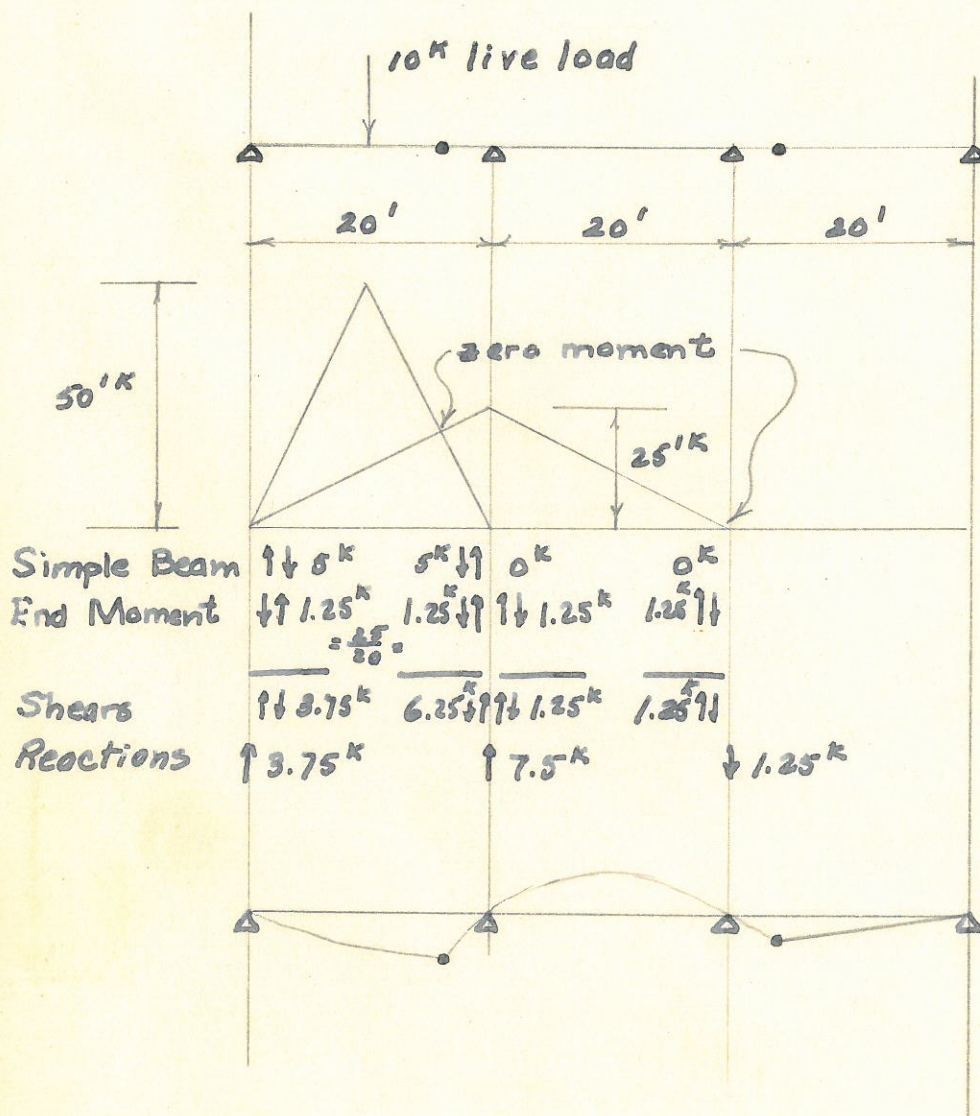 10ᴷ live load
20' 20' 20'
zero moment
50'ᴷ
25'ᴷ
Simple Beam ↑↓ 5ᴷ 5ᴷ ↓↑ 0ᴷ 0ᴷ
End Moment ↓↑ 1.25ᴷ 1.25ᴷ ↓↑ ↑↓ 1.25ᴷ 1.25ᴷ ↑↓
= 25/20 =
Shears ↑↓ 3.75ᴷ 6.25ᴷ ↓↑ ↑↓ 1.25ᴷ 1.25ᴷ ↑↓
Reactions ↑ 3.75ᴷ ↑ 7.5ᴷ ↓ 1.25ᴷ